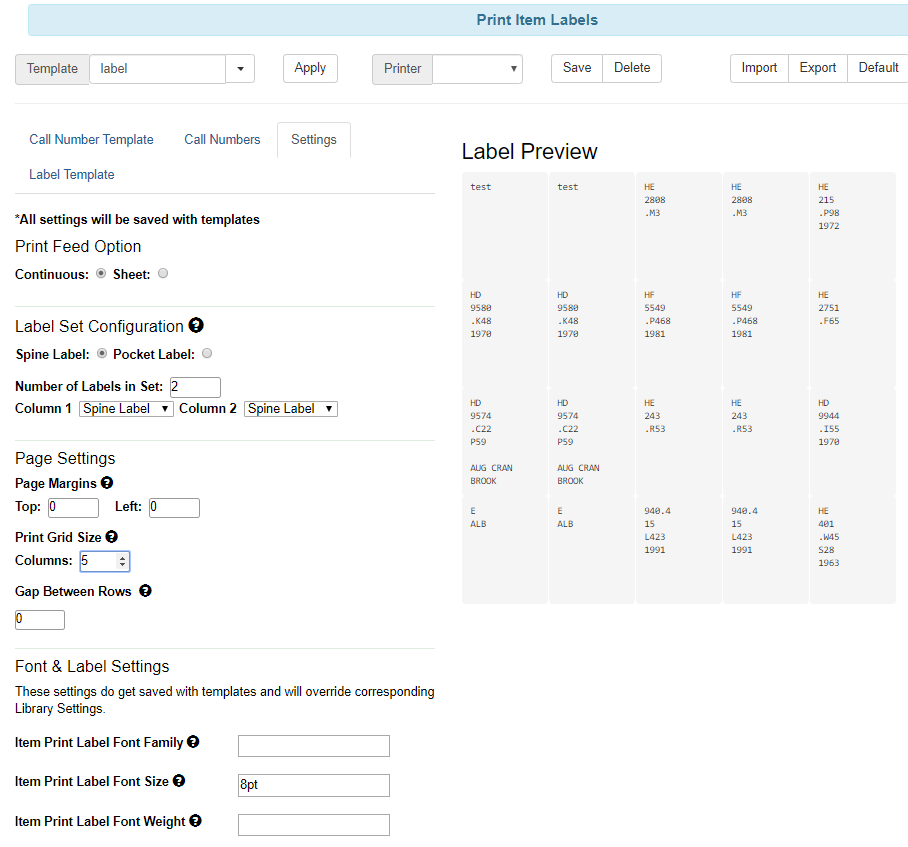 Print Item Labels
Template label Apply Printer Save Delete Import Export Default
Call Number Template Call Numbers Settings
Label Template
*All settings will be saved with templates
Print Feed Option
Continuous: Sheet:
Label Set Configuration ?
Spine Label: Pocket Label:
Number of Labels in Set: 2
Column 1 Spine Label Column 2 Spine Label
Page Settings
Page Margins ?
Top: 0 Left: 0
Print Grid Size ?
Columns: 5
Gap Between Rows ?
0
Font & Label Settings
These settings do get saved with templates and will override corresponding
Library Settings.
Item Print Label Font Family ?
Item Print Label Font Size ? 8pt
Item Print Label Font Weight ?
Label Preview
test
test
HE
2808
.M3
HE
2808
.M3
HE
215
.P98
1972
HD
9580
.K48
1970
HD
9580
.K48
1970
HF
5549
.P468
1981
HF
5549
.P468
1981
HE
2751
.F65
HD
9574
.C22
P59
AUG CRAN
BROOK
HD
9574
.C22
P59
AUG CRAN
BROOK
HE
243
.R53
HE
243
.R53
HD
9944
.I55
1970
E
ALB
E
ALB
940.4
15
L423
1991
940.4
15
L423
1991
HE
401
.W45
S28
1963